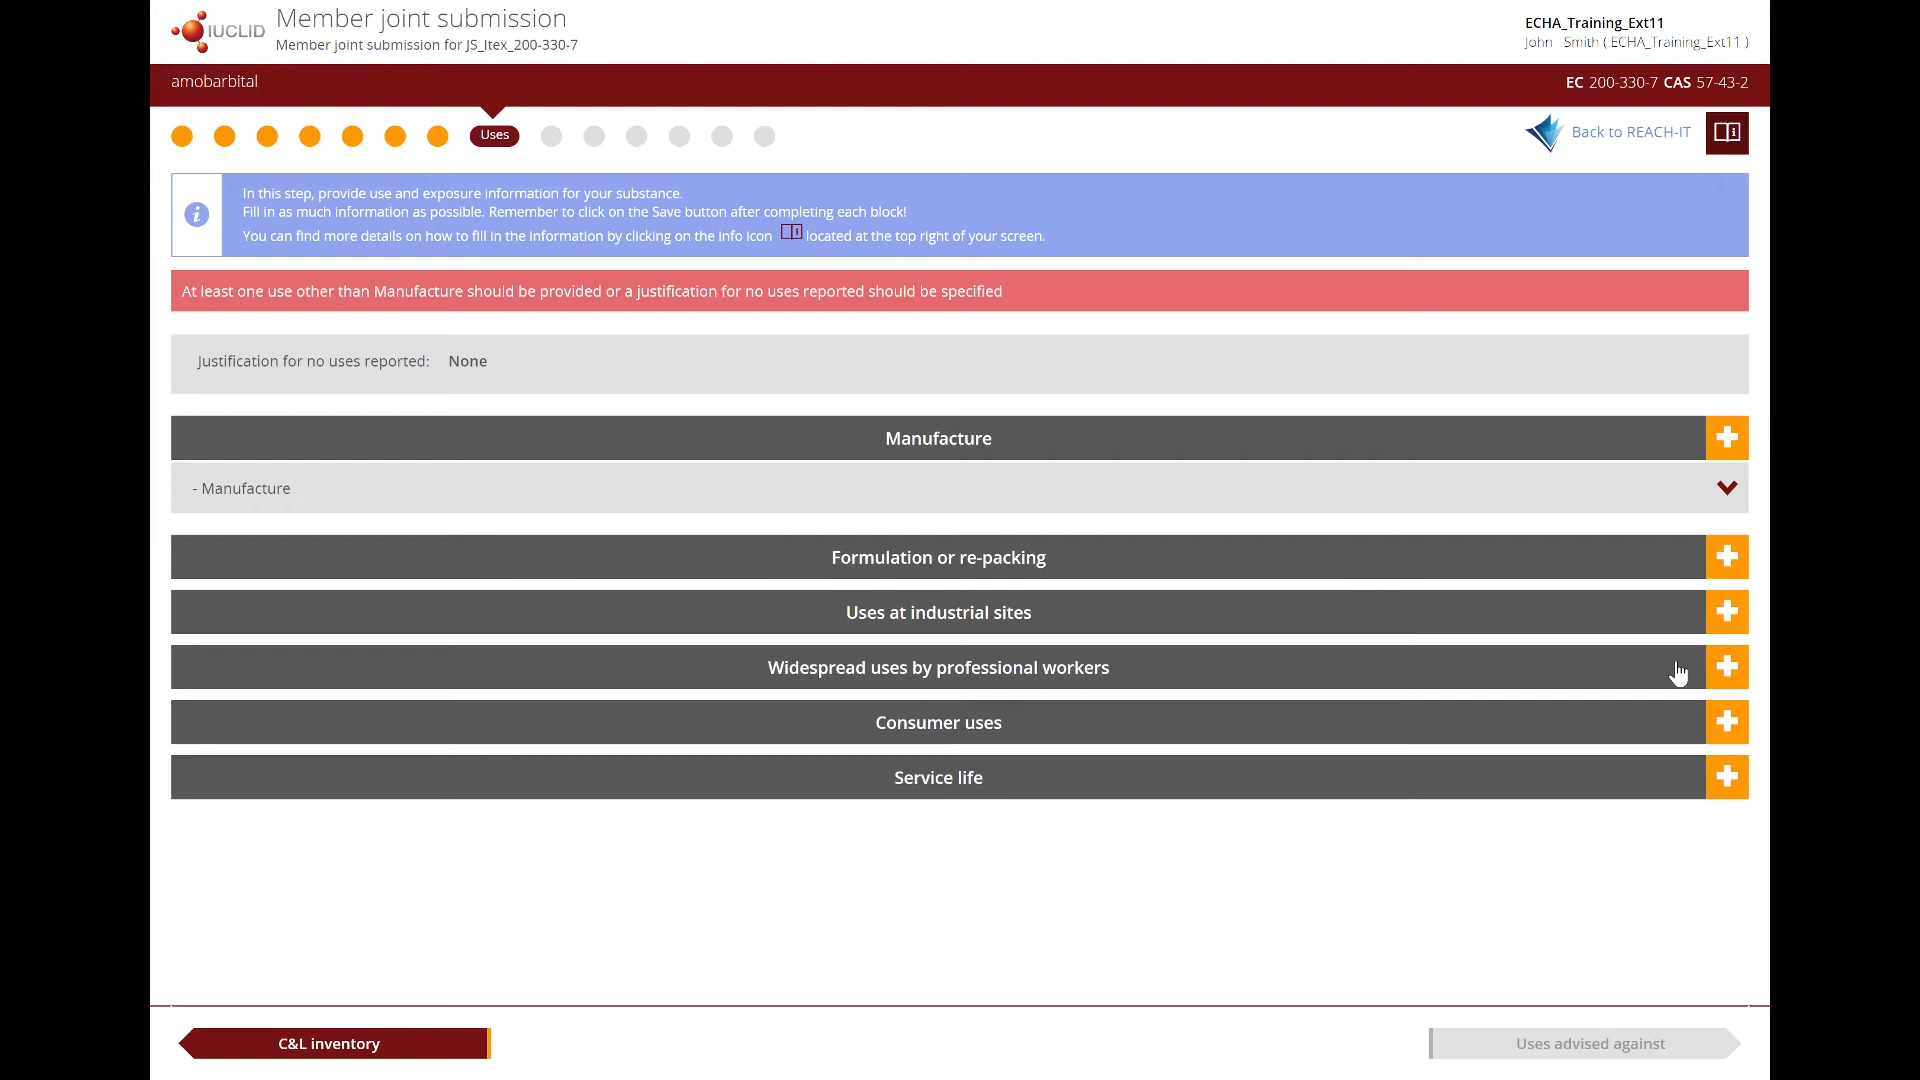 IUCLID
Member joint submission
Member joint submission for JS_Itex_200-330-7
ECHA_Training_Ext11
John Smith ( ECHA_Training_Ext11 )
amobarbital
EC 200-330-7 CAS 57-43-2
Uses
Back to REACH-IT
In this step, provide use and exposure information for your substance.
Fill in as much information as possible. Remember to click on the Save button after completing each block!
You can find more details on how to fill in the information by clicking on the info icon located at the top right of your screen.
At least one use other than Manufacture should be provided or a justification for no uses reported should be specified
Justification for no uses reported: None
Manufacture
- Manufacture
Formulation or re-packing
Uses at industrial sites
Widespread uses by professional workers
Consumer uses
Service life
C&L inventory
Uses advised against